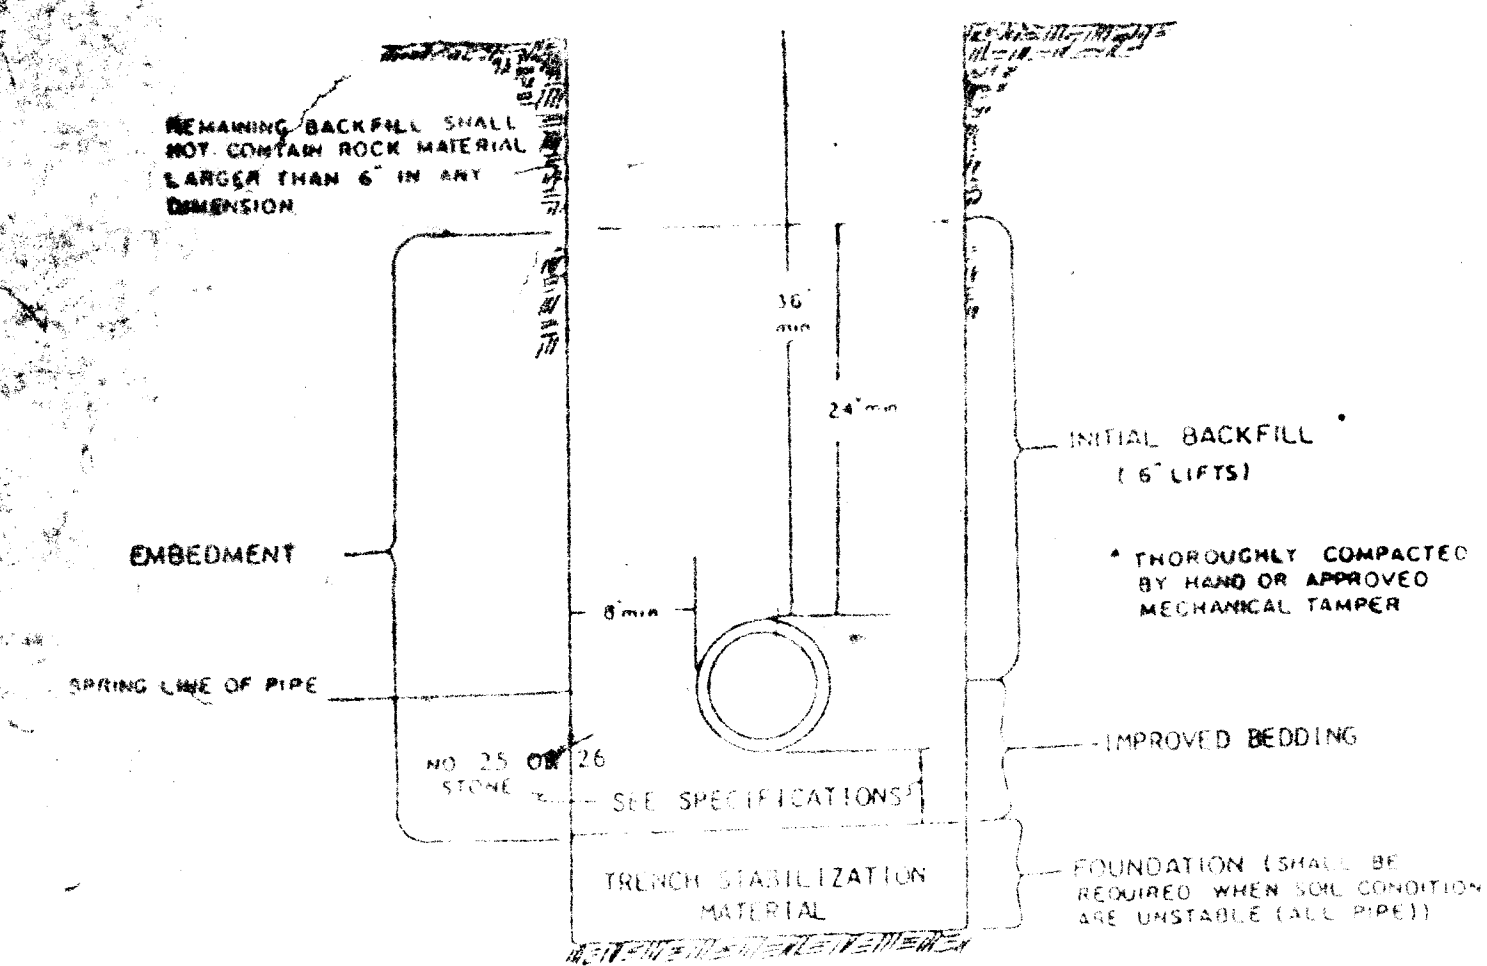 REMAINING BACKFILL SHALL
NOT CONTAIN ROCK MATERIAL
LARGER THAN 6" IN ANY
DIMENSION
36"
min
24" min
INITIAL BACKFILL *
(6" LIFTS)
EMBEDMENT
* THOROUGHLY COMPACTED
BY HAND OR APPROVED
MECHANICAL TAMPER
8" min
SPRING LINE OF PIPE
IMPROVED BEDDING
NO 25 OR 26
STONE
SEE SPECIFICATIONS
TRENCH STABILIZATION
MATERIAL
FOUNDATION (SHALL BE
REQUIRED WHEN SOIL CONDITION
ARE UNSTABLE (ALL PIPE))